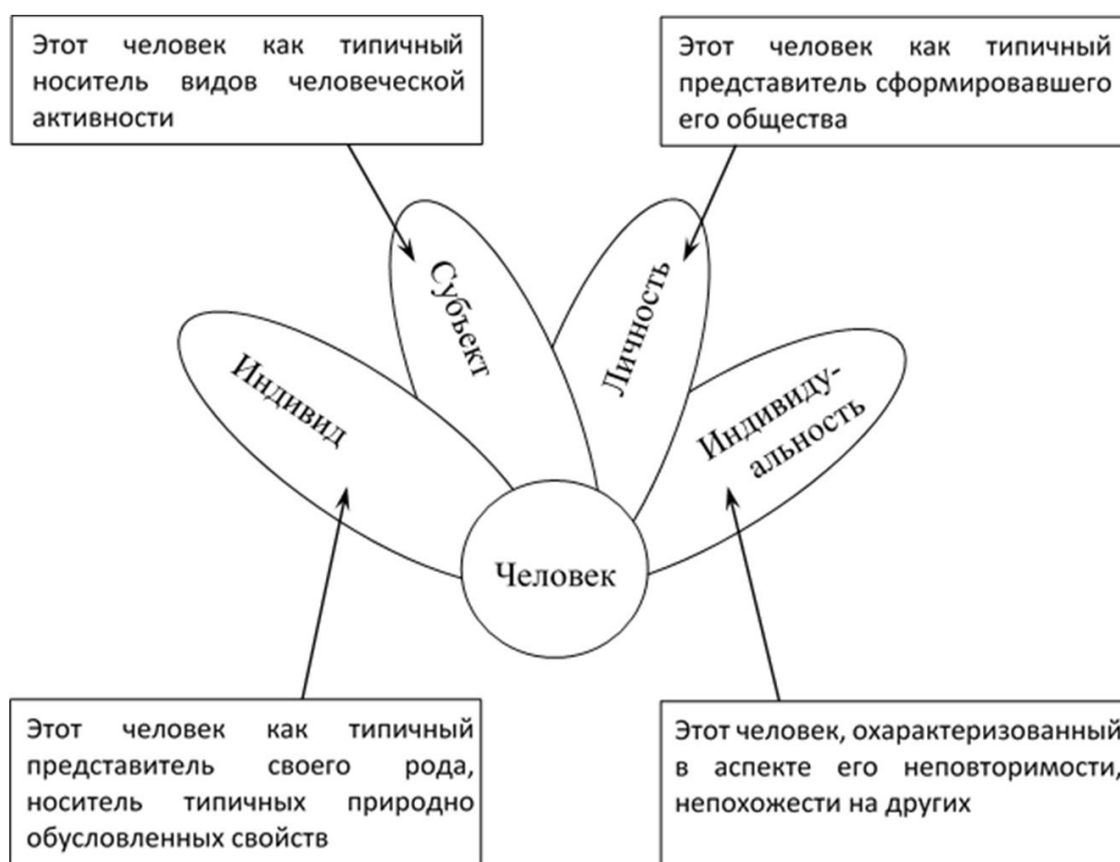 Этот человек как типичный
носитель видов человеческой
активности
Этот человек как типичный
представитель сформировавшего
его общества
Индивид
Субъект
Личность
Индивиду-
альность
Человек
Этот человек как типичный
представитель своего рода,
носитель типичных природно
обусловленных свойств
Этот человек, охарактеризованный
в аспекте его неповторимости,
непохожести на других